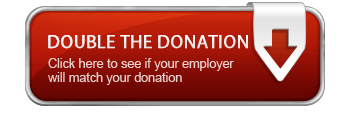 DOUBLE THE DONATION
Click here to see if your employer
will match your donation